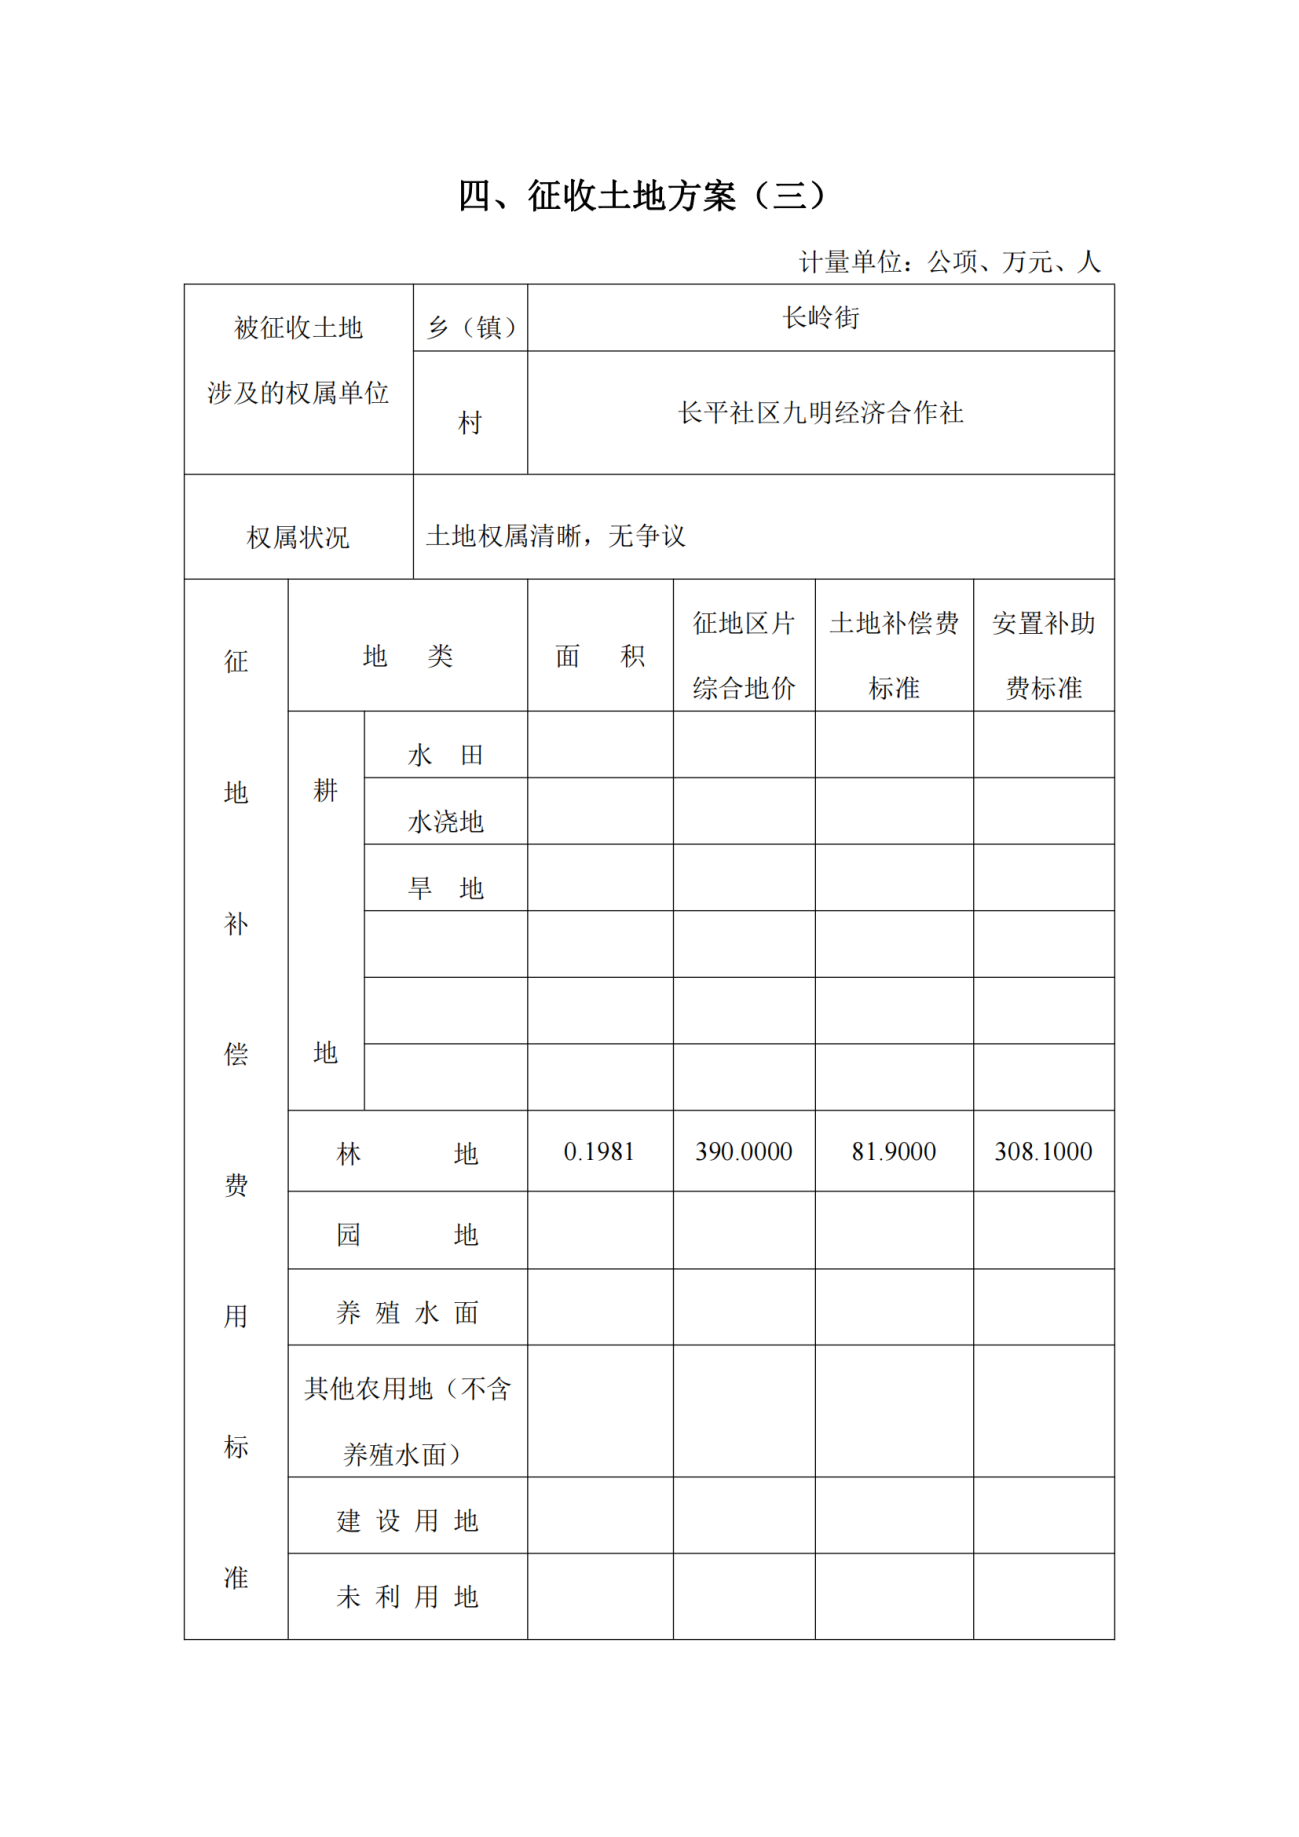 四、征收土地方案（三）
计量单位：公项、万元、人
被征收土地
涉及的权属单位
乡（镇）
长岭街
村
长平社区九明经济合作社
权属状况
土地权属清晰，无争议
征地补偿费用标准
地 类
面 积
征地区片
综合地价
土地补偿费
标准
安置补助
费标准
耕地
水 田
水浇地
旱 地
林 地 0.1981 390.0000 81.9000 308.1000
园 地
养 殖 水 面
其他农用地（不含
养殖水面）
建 设 用 地
未 利 用 地